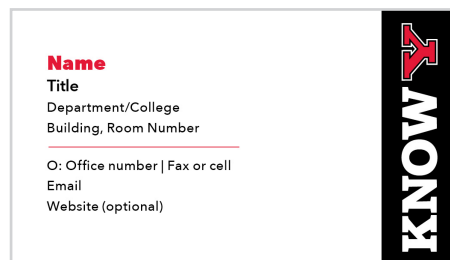 Name
Title
Department/College
Building, Room Number
O: Office number | Fax or cell
Email
Website (optional)
KNOW Y